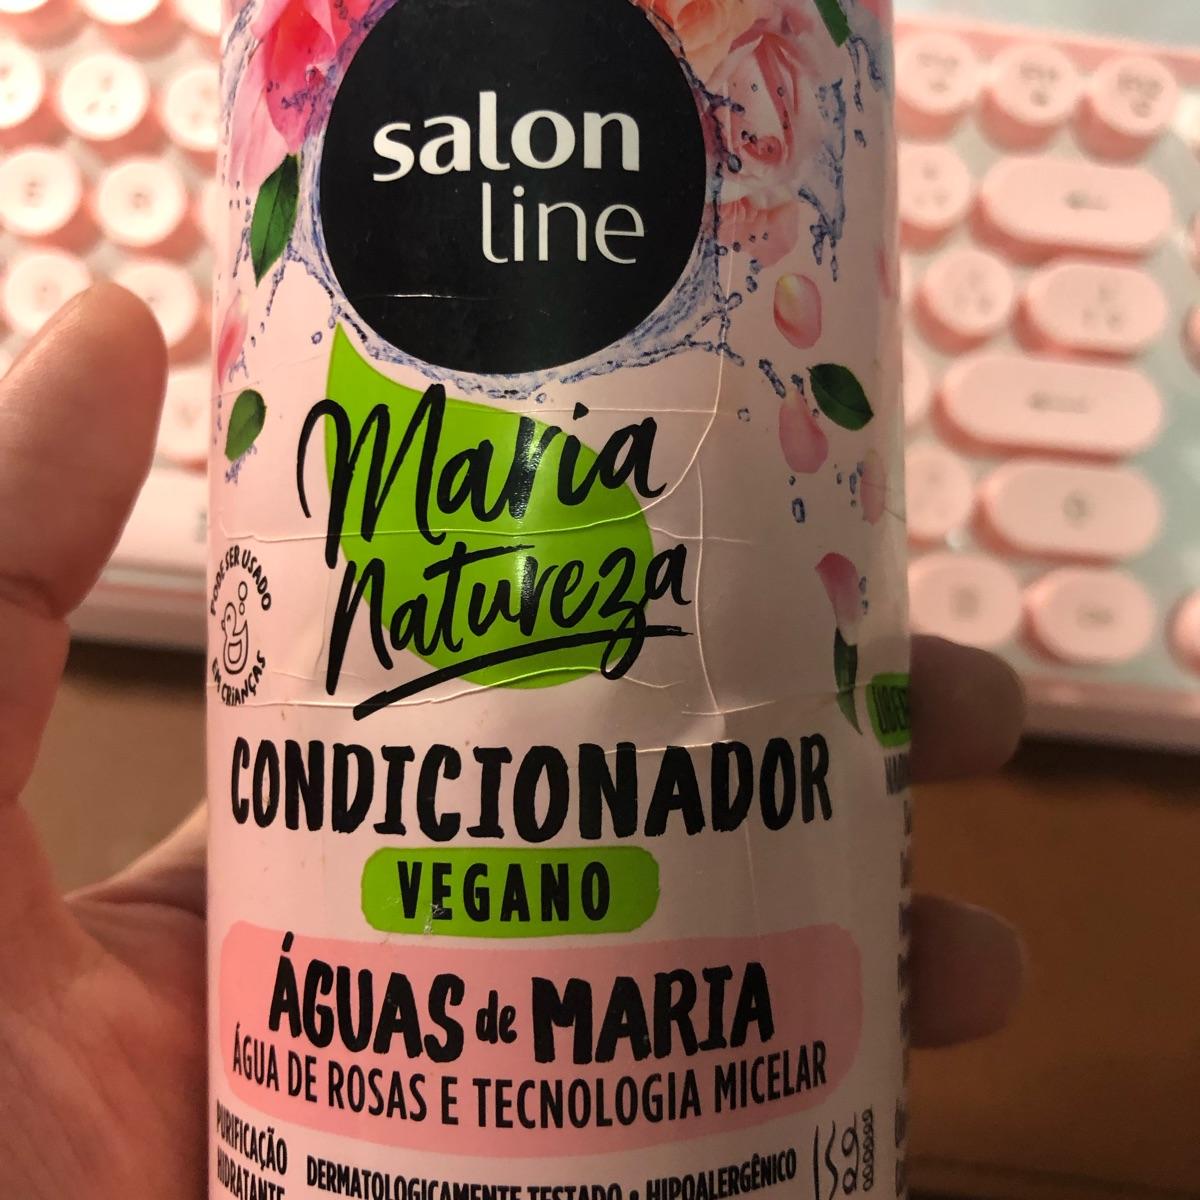 salon
line
Maria
Natureza
PODE SER USADO
EM CRIANÇAS
CONDICIONADOR
VEGANO
ÁGUAS de MARIA
ÁGUA DE ROSAS E TECNOLOGIA MICELAR
PURIFICAÇÃO
HIDRATANTE
DERMATOLOGICAMENTE TESTADO • HIPOALERGÊNICO